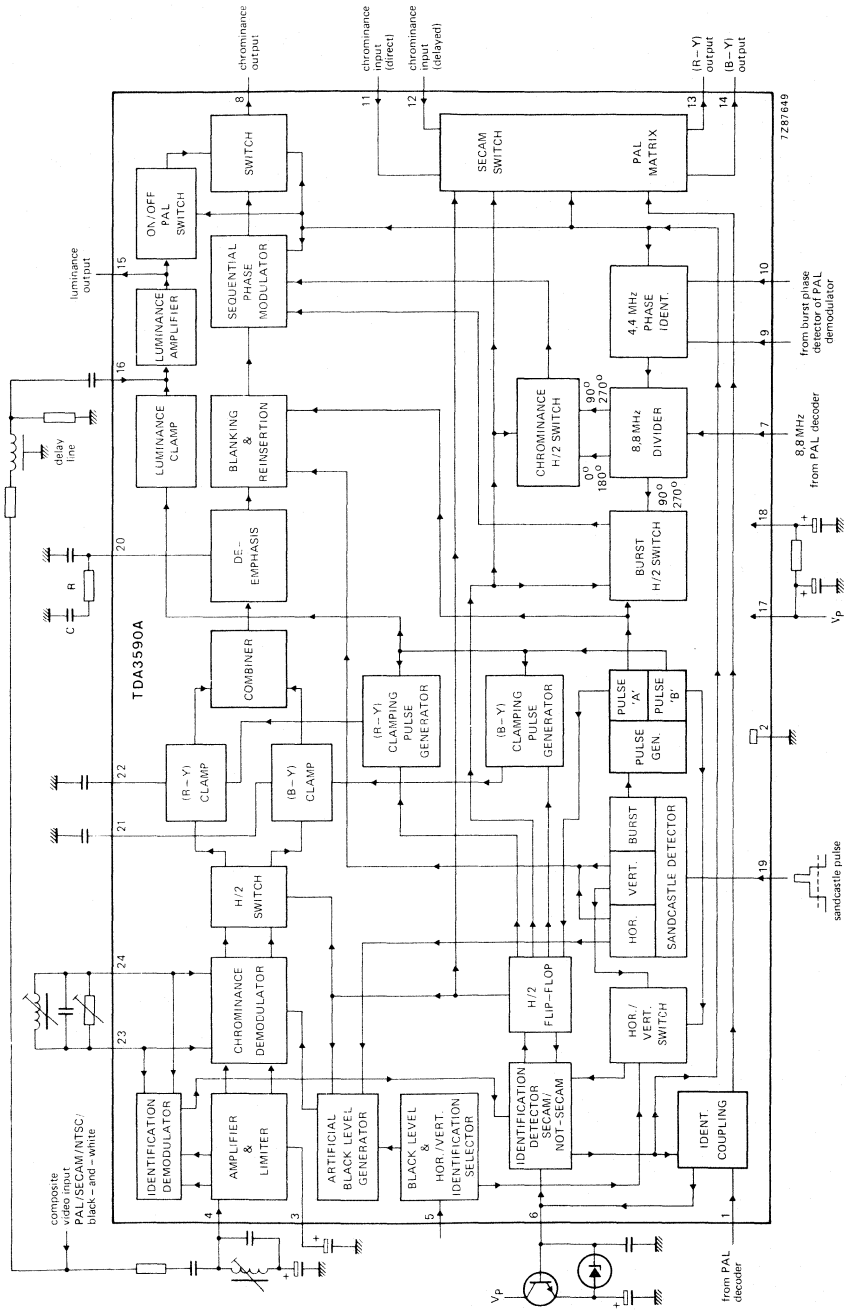 composite
video input
PAL/SECAM/NTSC/
black-and-white
delay
line
luminance
output
chrominance
output
chrominance
input
(direct)
chrominance
input
(delayed)
(R-Y)
output
(B-Y)
output
C
R
4
3
5
6
1
23
24
21
22
20
16
15
8
11
12
13
14
19
2
17
18
7
9
10
TDA3590A
IDENTIFICATION
DEMODULATOR
AMPLIFIER
&
LIMITER
CHROMINANCE
DEMODULATOR
H/2
SWITCH
(R-Y)
CLAMP
(B-Y)
CLAMP
COMBINER
DE-
EMPHASIS
LUMINANCE
CLAMP
LUMINANCE
AMPLIFIER
ON/OFF
PAL
SWITCH
BLANKING
&
REINSERTION
SEQUENTIAL
PHASE
MODULATOR
SWITCH
ARTIFICIAL
BLACK LEVEL
GENERATOR
BLACK LEVEL
&
HOR./VERT.
IDENTIFICATION
SELECTOR
(R-Y)
CLAMPING
PULSE
GENERATOR
(B-Y)
CLAMPING
PULSE
GENERATOR
CHROMINANCE
H/2 SWITCH
SECAM
SWITCH
PAL
MATRIX
IDENTIFICATION
DETECTOR
SECAM/
NOT-SECAM
H/2
FLIP-FLOP
HOR./
VERT.
SWITCH
IDENT.
COUPLING
HOR.
VERT.
BURST
SANDCASTLE DETECTOR
PULSE
GEN.
PULSE
'A'
PULSE
'B'
BURST
H/2 SWITCH
8,8 MHz
DIVIDER
4,4 MHz
PHASE
IDENT.
0°
180°
90°
270°
90°
270°
VP
from PAL
decoder
sandcastle pulse
VP
8,8 MHz
from PAL decoder
from burst phase
detector of PAL
demodulator
7Z87649